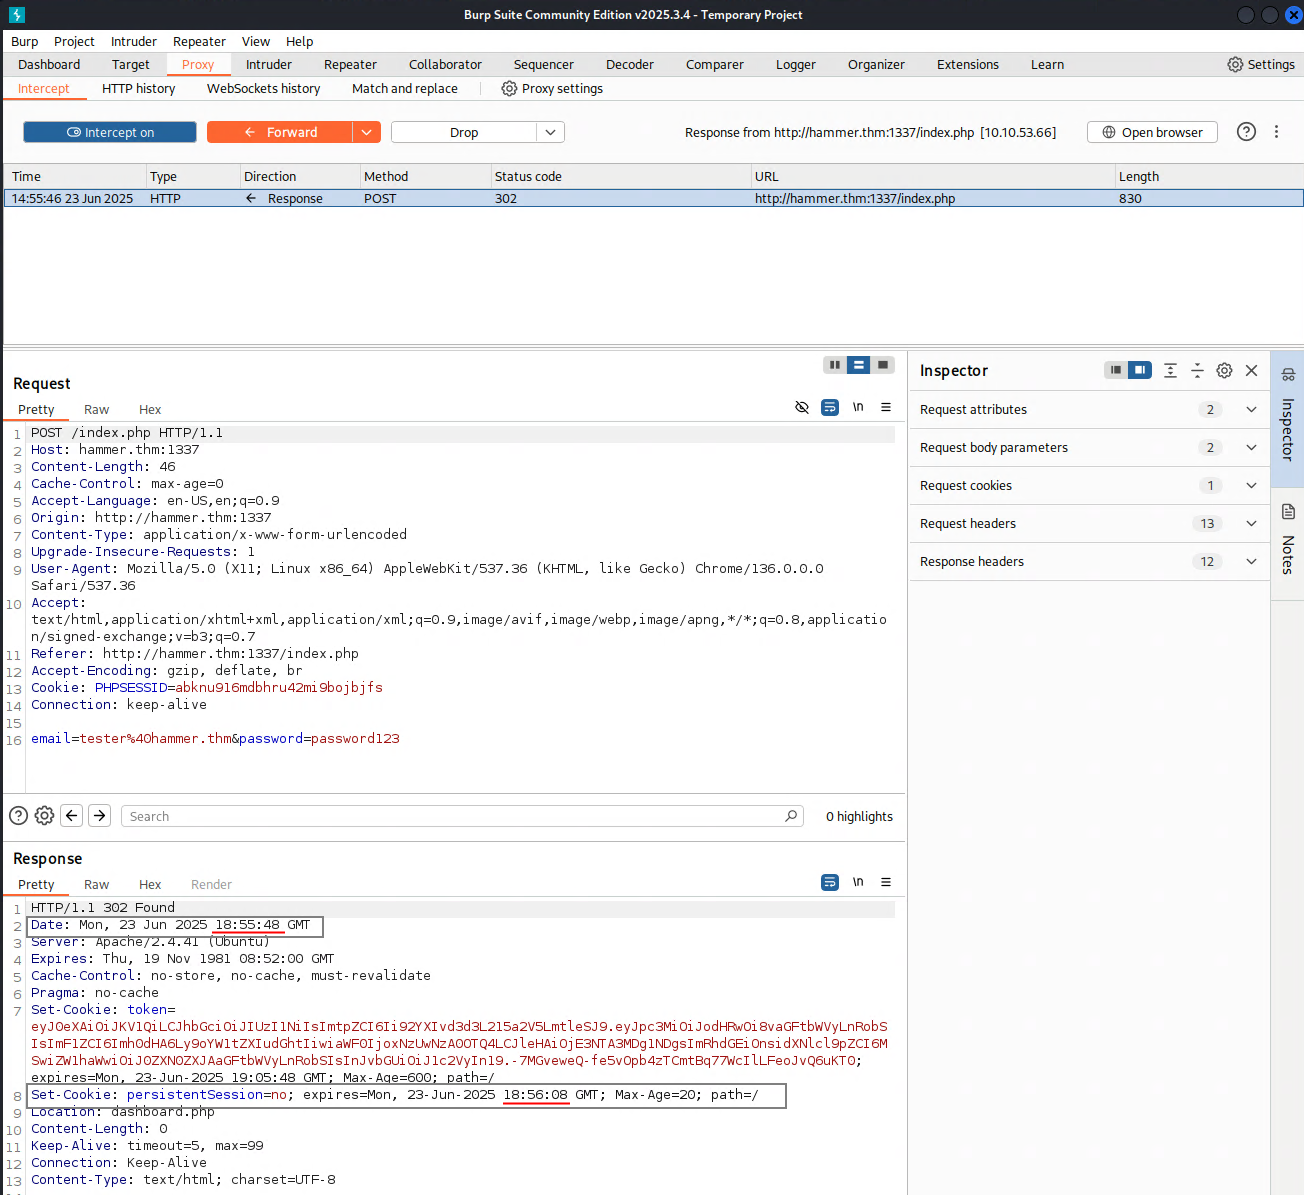 Burp Suite Community Edition v2025.3.4 - Temporary Project
Burp Project Intruder Repeater View Help
Dashboard Target Proxy Intruder Repeater Collaborator Sequencer Decoder Comparer Logger Organizer Extensions Learn Settings
Intercept HTTP history WebSockets history Match and replace Proxy settings
Intercept on Forward Drop Response from http://hammer.thm:1337/index.php [10.10.53.66] Open browser
Time Type Direction Method Status code URL Length
14:55:46 23 Jun 2025 HTTP Response POST 302 http://hammer.thm:1337/index.php 830
Request
Pretty Raw Hex \n
1 POST /index.php HTTP/1.1
2 Host: hammer.thm:1337
3 Content-Length: 46
4 Cache-Control: max-age=0
5 Accept-Language: en-US,en;q=0.9
6 Origin: http://hammer.thm:1337
7 Content-Type: application/x-www-form-urlencoded
8 Upgrade-Insecure-Requests: 1
9 User-Agent: Mozilla/5.0 (X11; Linux x86_64) AppleWebKit/537.36 (KHTML, like Gecko) Chrome/136.0.0.0
Safari/537.36
10 Accept:
text/html,application/xhtml+xml,application/xml;q=0.9,image/avif,image/webp,image/apng,*/*;q=0.8,applicatio
n/signed-exchange;v=b3;q=0.7
11 Referer: http://hammer.thm:1337/index.php
12 Accept-Encoding: gzip, deflate, br
13 Cookie: PHPSESSID=abknu916mdbhru42mi9bojbjfs
14 Connection: keep-alive
15
16 email=tester%40hammer.thm&password=password123
Search 0 highlights
Response
Pretty Raw Hex Render \n
1 HTTP/1.1 302 Found
2 Date: Mon, 23 Jun 2025 18:55:48 GMT
3 Server: Apache/2.4.41 (Ubuntu)
4 Expires: Thu, 19 Nov 1981 08:52:00 GMT
5 Cache-Control: no-store, no-cache, must-revalidate
6 Pragma: no-cache
7 Set-Cookie: token=
eyJ0eXAiOiJKV1QiLCJhbGciOiJIUzI1NiIsImtpZCI6Ii92YXIvd3d3L215a2V5LmtleSJ9.eyJpc3MiOiJodHRwOi8vaGFtbWVyLnRobS
IsImF1ZCI6Imh0dHA6Ly9oYW1tZXIudGhtIiwiaWF0IjoxNzUwNzA0OTQ4LCJleHAiOjE3NTA3MDg1NDgsImRhdGEiOnsidXNlcl9pZCI6M
SwiZW1haWwiOiJ0ZXN0ZXJAaGFtbWVyLnRobSIsInJvbGUiOiJ1c2VyIn19.-7MGveweQ-fe5vOpb4zTCmtBq77WcIlLFeoJvQ6uKT0;
expires=Mon, 23-Jun-2025 19:05:48 GMT; Max-Age=600; path=/
8 Set-Cookie: persistentSession=no; expires=Mon, 23-Jun-2025 18:56:08 GMT; Max-Age=20; path=/
9 Location: dashboard.php
10 Content-Length: 0
11 Keep-Alive: timeout=5, max=99
12 Connection: Keep-Alive
13 Content-Type: text/html; charset=UTF-8
Inspector
Request attributes 2
Request body parameters 2
Request cookies 1
Request headers 13
Response headers 12
Inspector
Notes